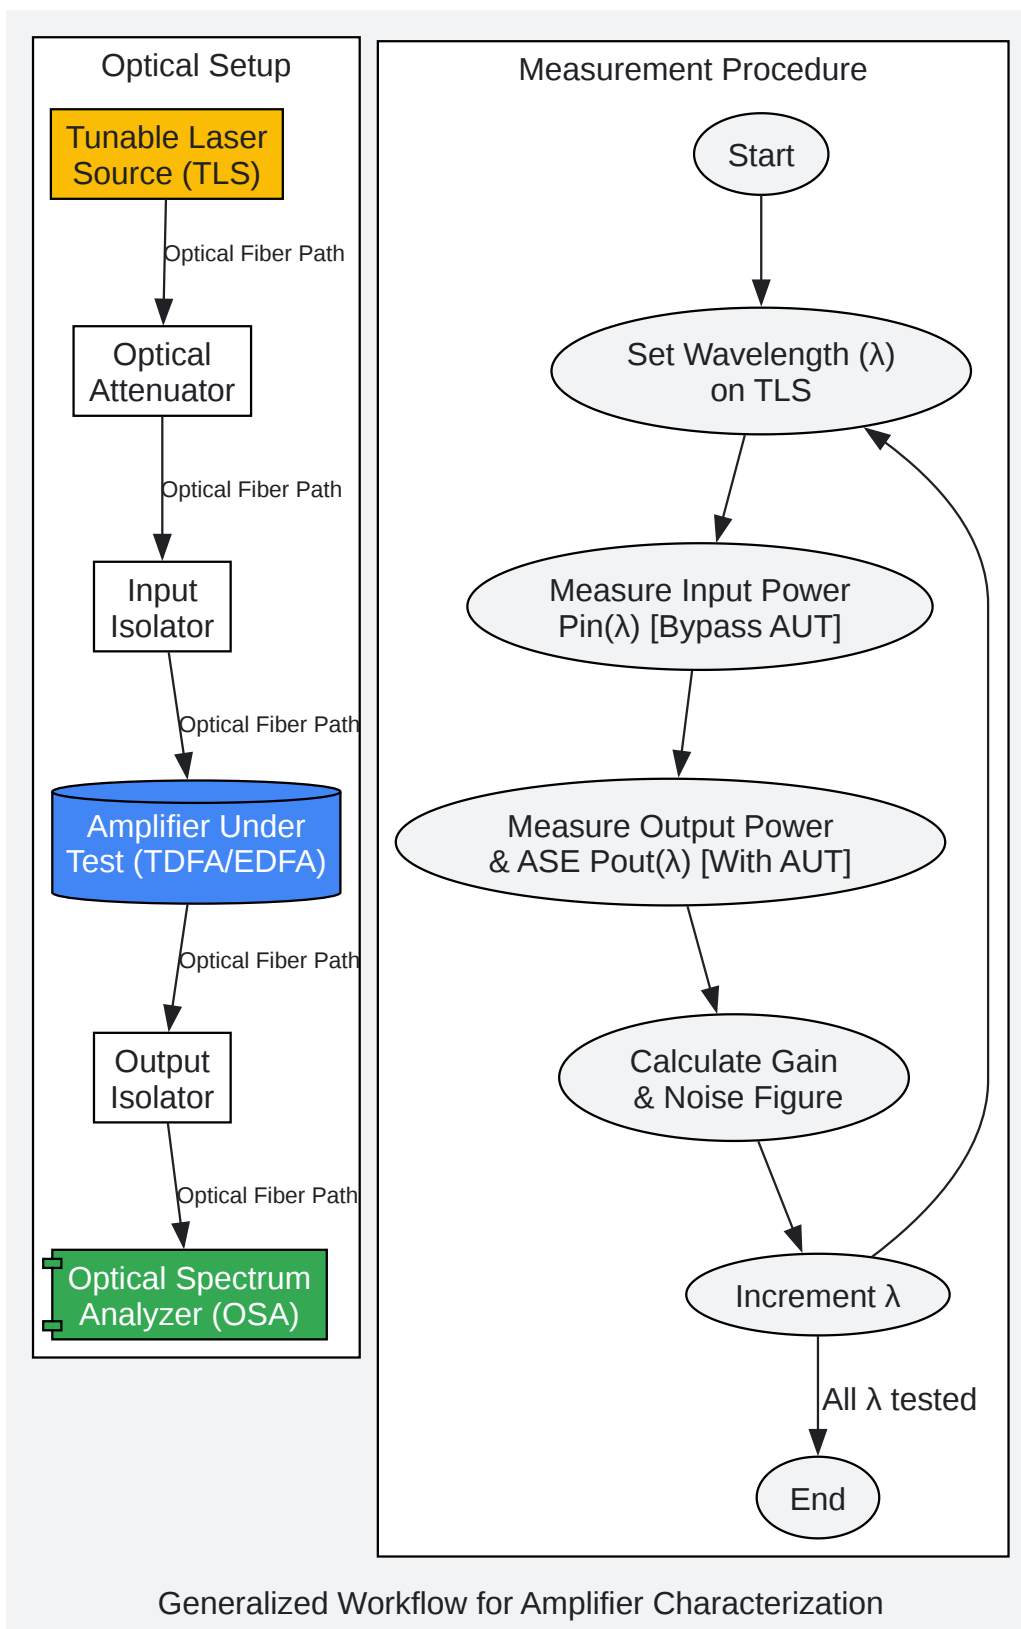 Optical Setup
Tunable Laser
Source (TLS)
Optical Fiber Path
Optical
Attenuator
Optical Fiber Path
Input
Isolator
Optical Fiber Path
Amplifier Under
Test (TDFA/EDFA)
Optical Fiber Path
Output
Isolator
Optical Fiber Path
Optical Spectrum
Analyzer (OSA)
Measurement Procedure
Start
Set Wavelength (λ)
on TLS
Measure Input Power
Pin(λ) [Bypass AUT]
Measure Output Power
& ASE Pout(λ) [With AUT]
Calculate Gain
& Noise Figure
Increment λ
All λ tested
End
Generalized Workflow for Amplifier Characterization